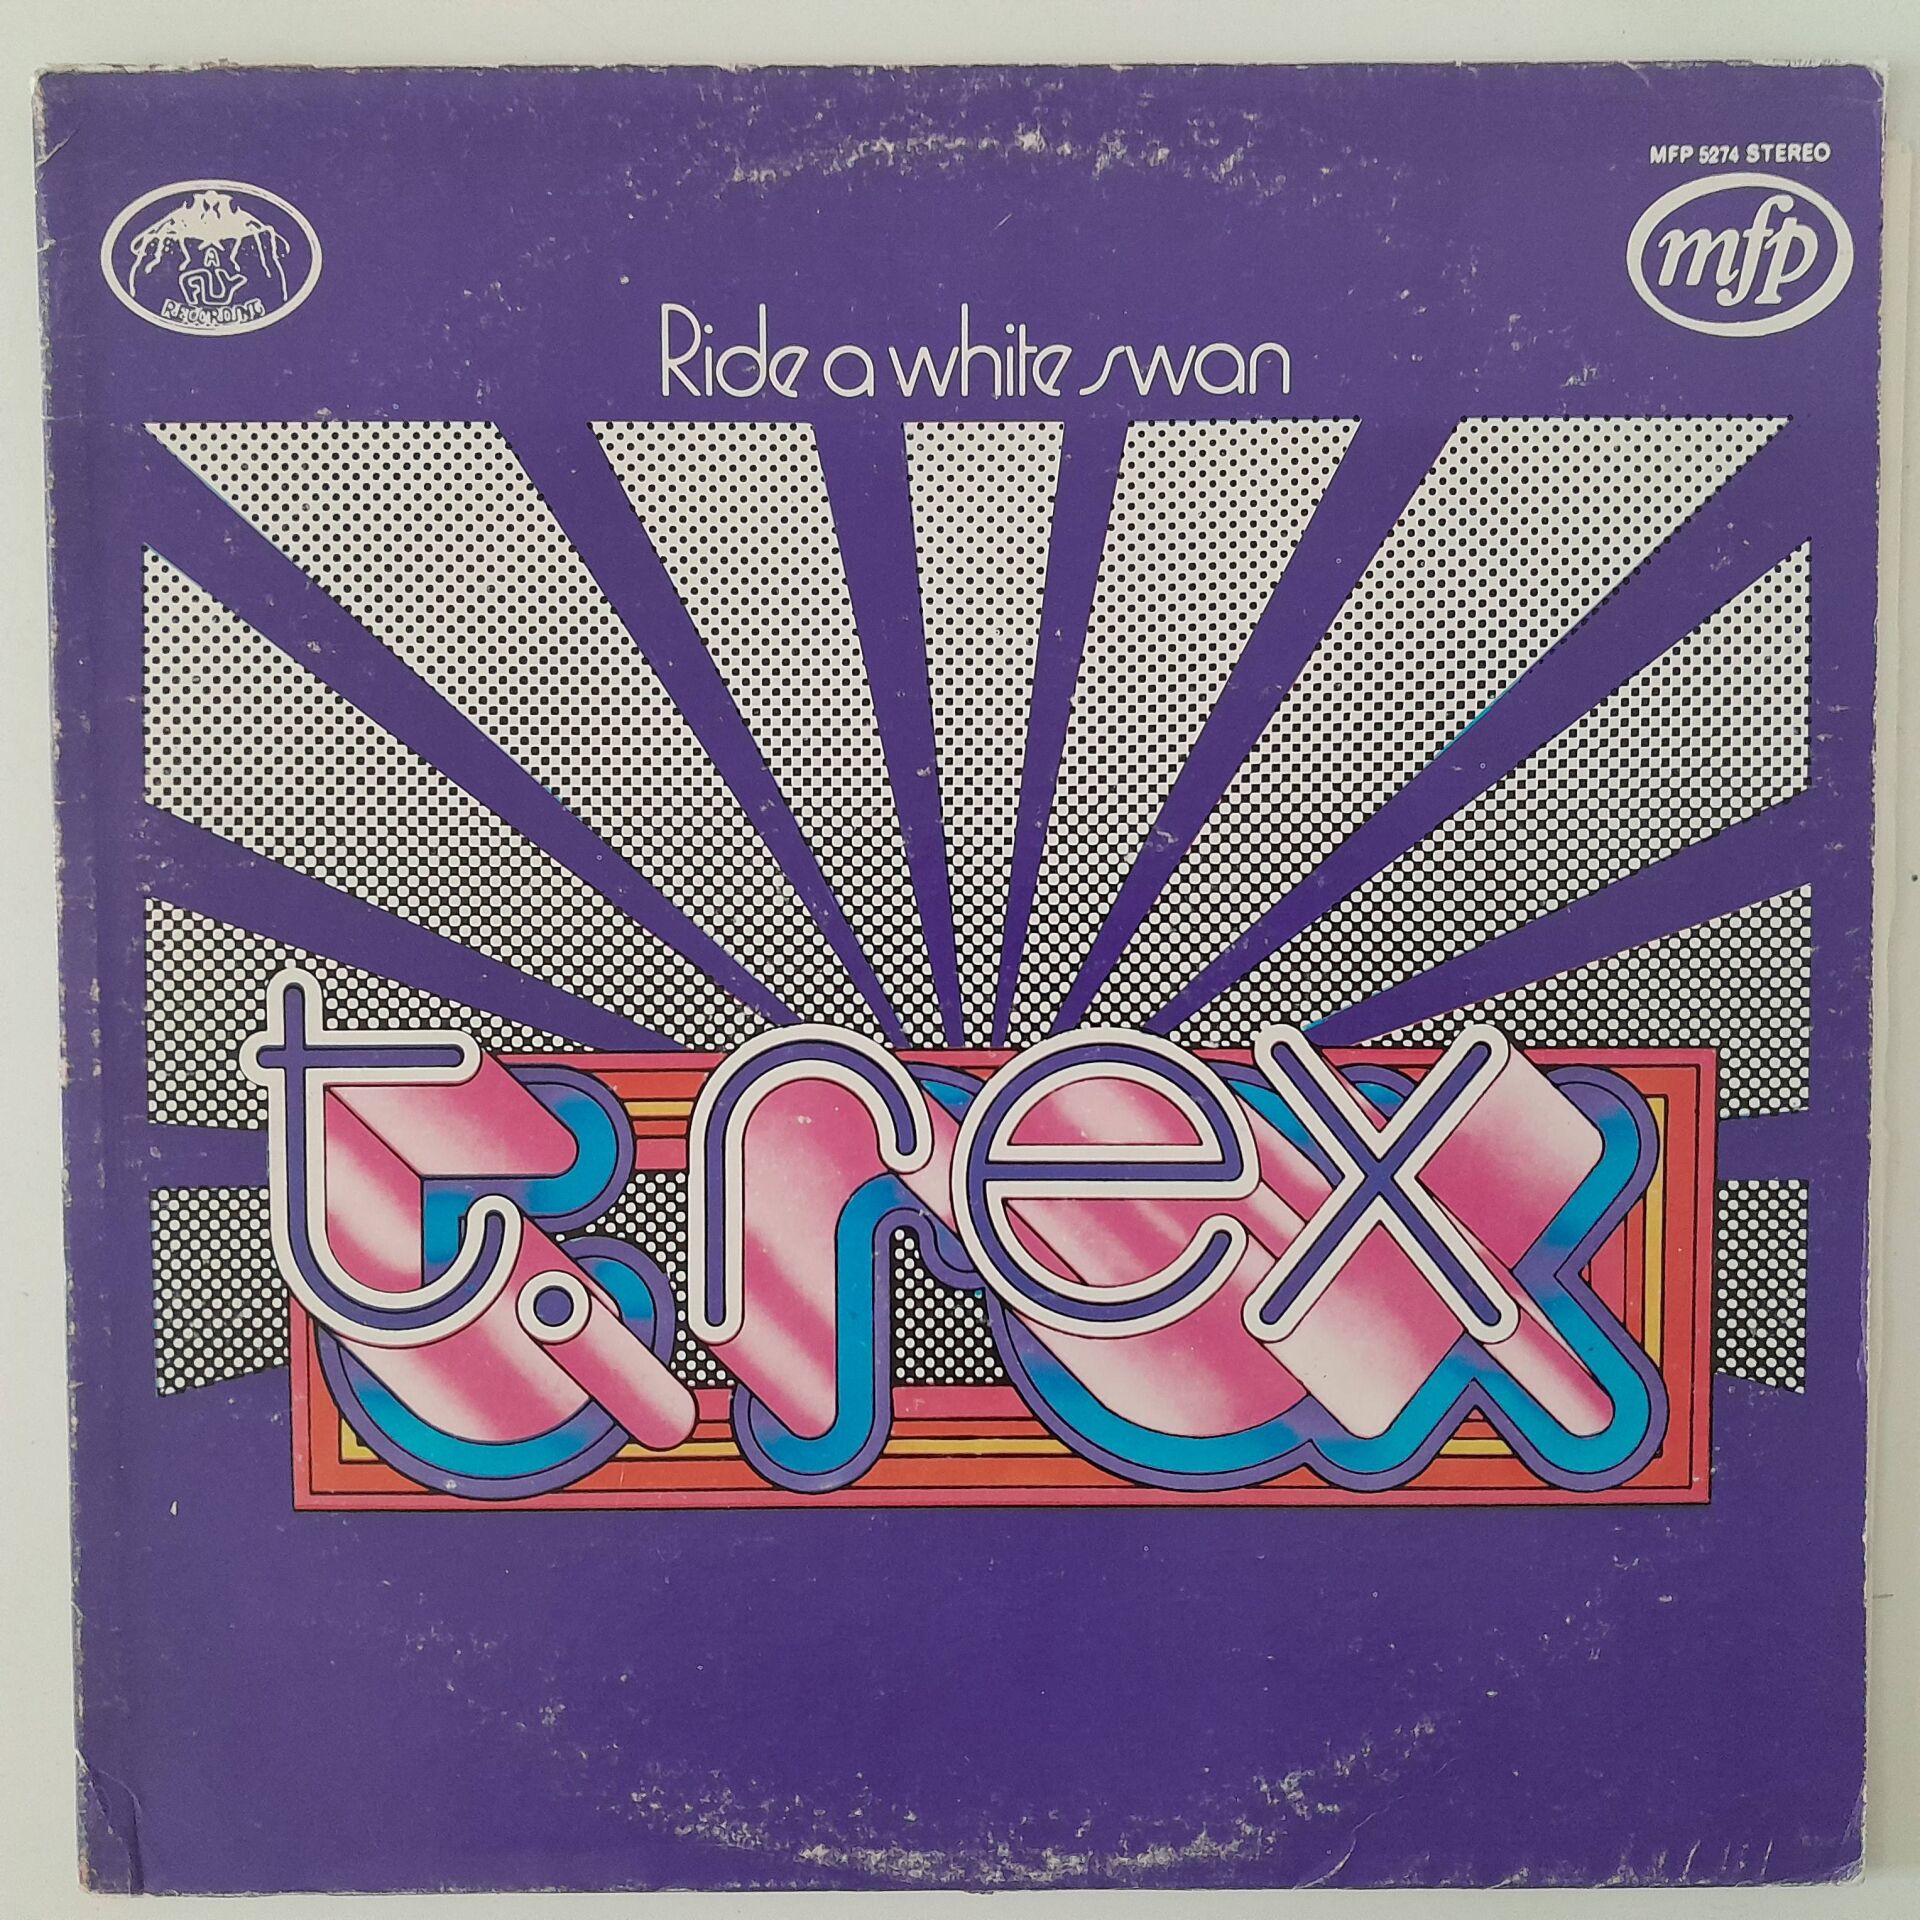 MFP 5274 STEREO
A
FLY
RECORDING
mfp
Ride a white swan
t.rex